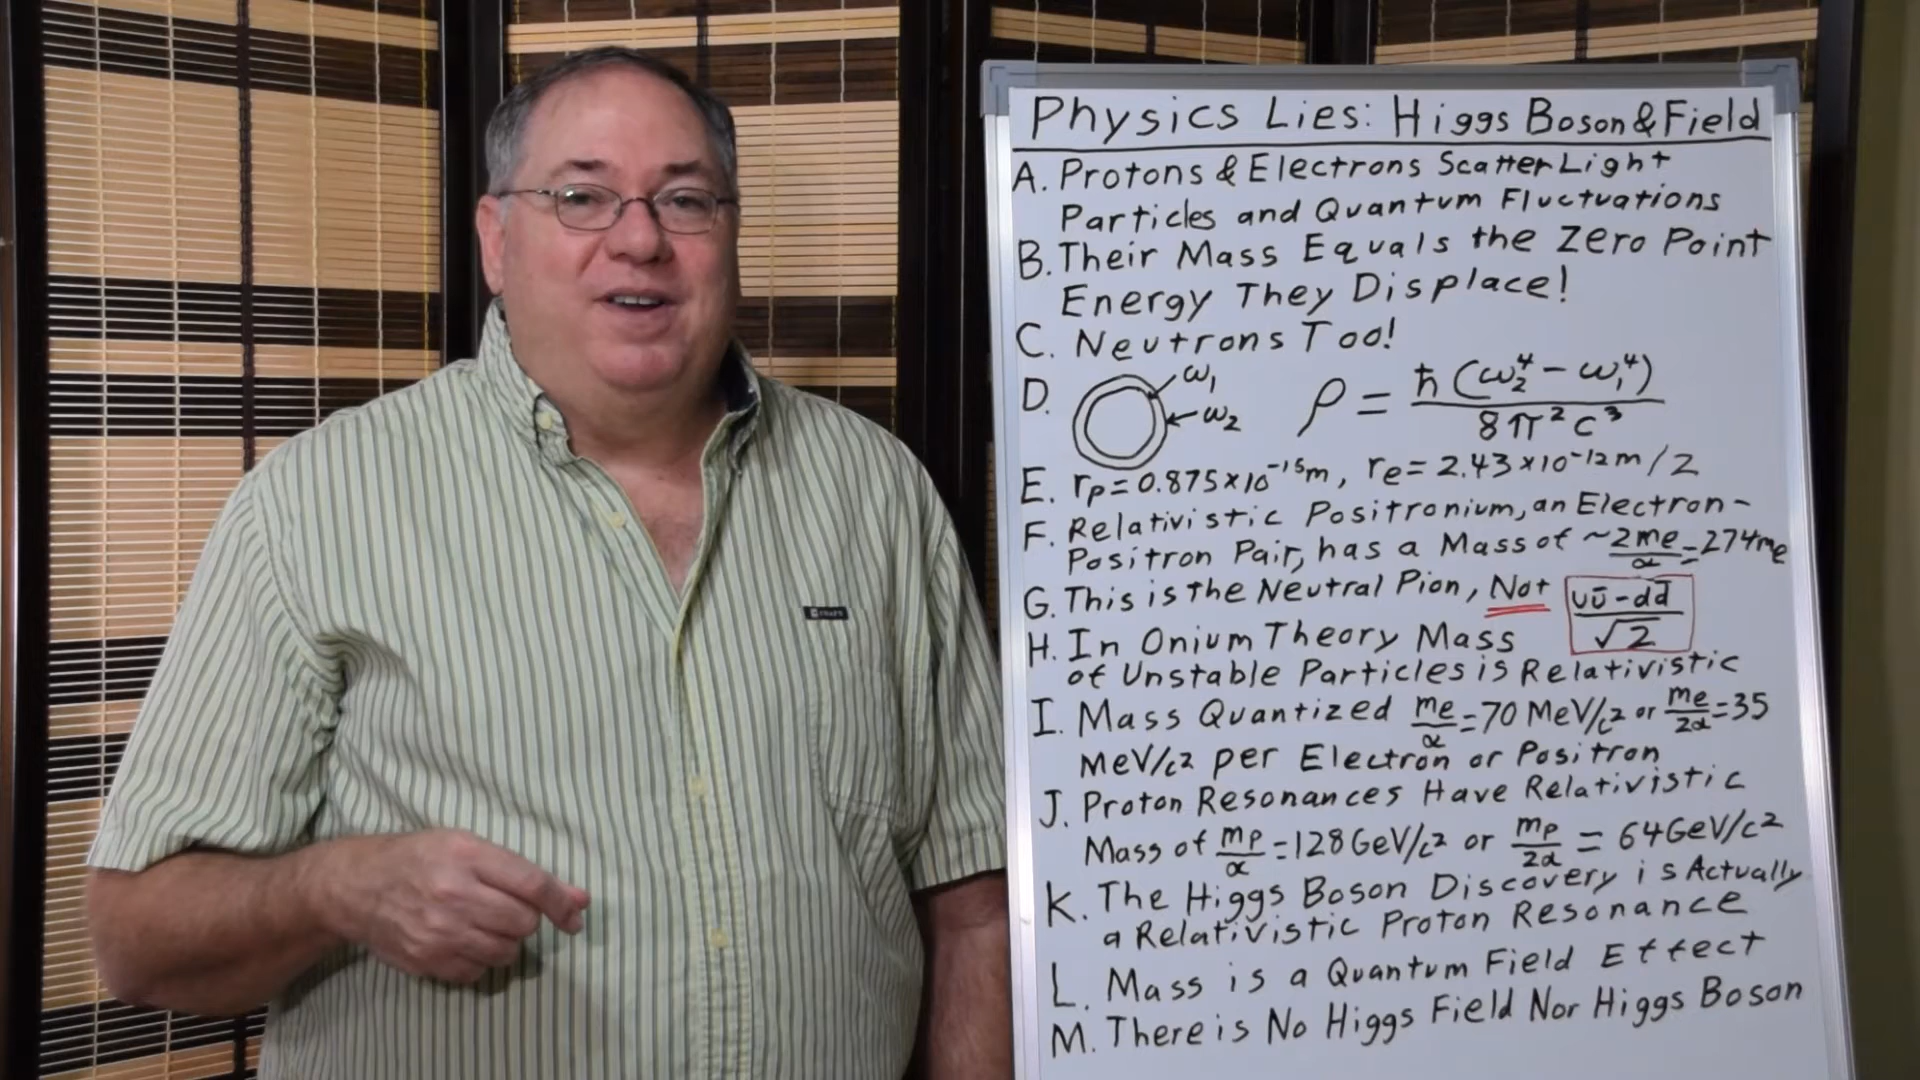 Physics Lies: Higgs Boson & Field
A. Protons & Electrons Scatter Light
Particles and Quantum Fluctuations
B. Their Mass Equals the Zero Point
Energy They Displace!
C. Neutrons Too!
D. ω₁ ω₂ ρ = ħ(ω₂⁴ - ω₁⁴) / 8π²c³
E. rp = 0.875×10⁻¹⁵m, re = 2.43×10⁻¹²m/2
F. Relativistic Positronium, an Electron-
Positron Pair, has a Mass of ~2me/α = 274me
G. This is the Neutral Pion, Not uū - dd̄ / √2
H. In Onium Theory Mass
of Unstable Particles is Relativistic
I. Mass Quantized me/α = 70 MeV/c² or me/2α = 35
MeV/c² per Electron or Positron
J. Proton Resonances Have Relativistic
Mass of mp/α = 128 GeV/c² or mp/2α = 64 GeV/c²
K. The Higgs Boson Discovery is Actually
a Relativistic Proton Resonance
L. Mass is a Quantum Field Effect
M. There is No Higgs Field Nor Higgs Boson